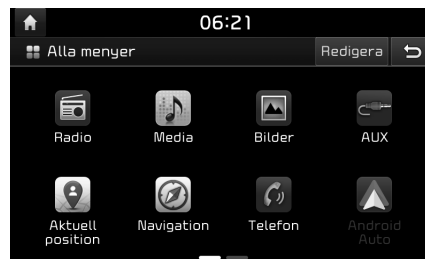 06:21
Alla menyer
Redigera
Radio
Media
Bilder
AUX
Aktuell
position
Navigation
Telefon
Android
Auto